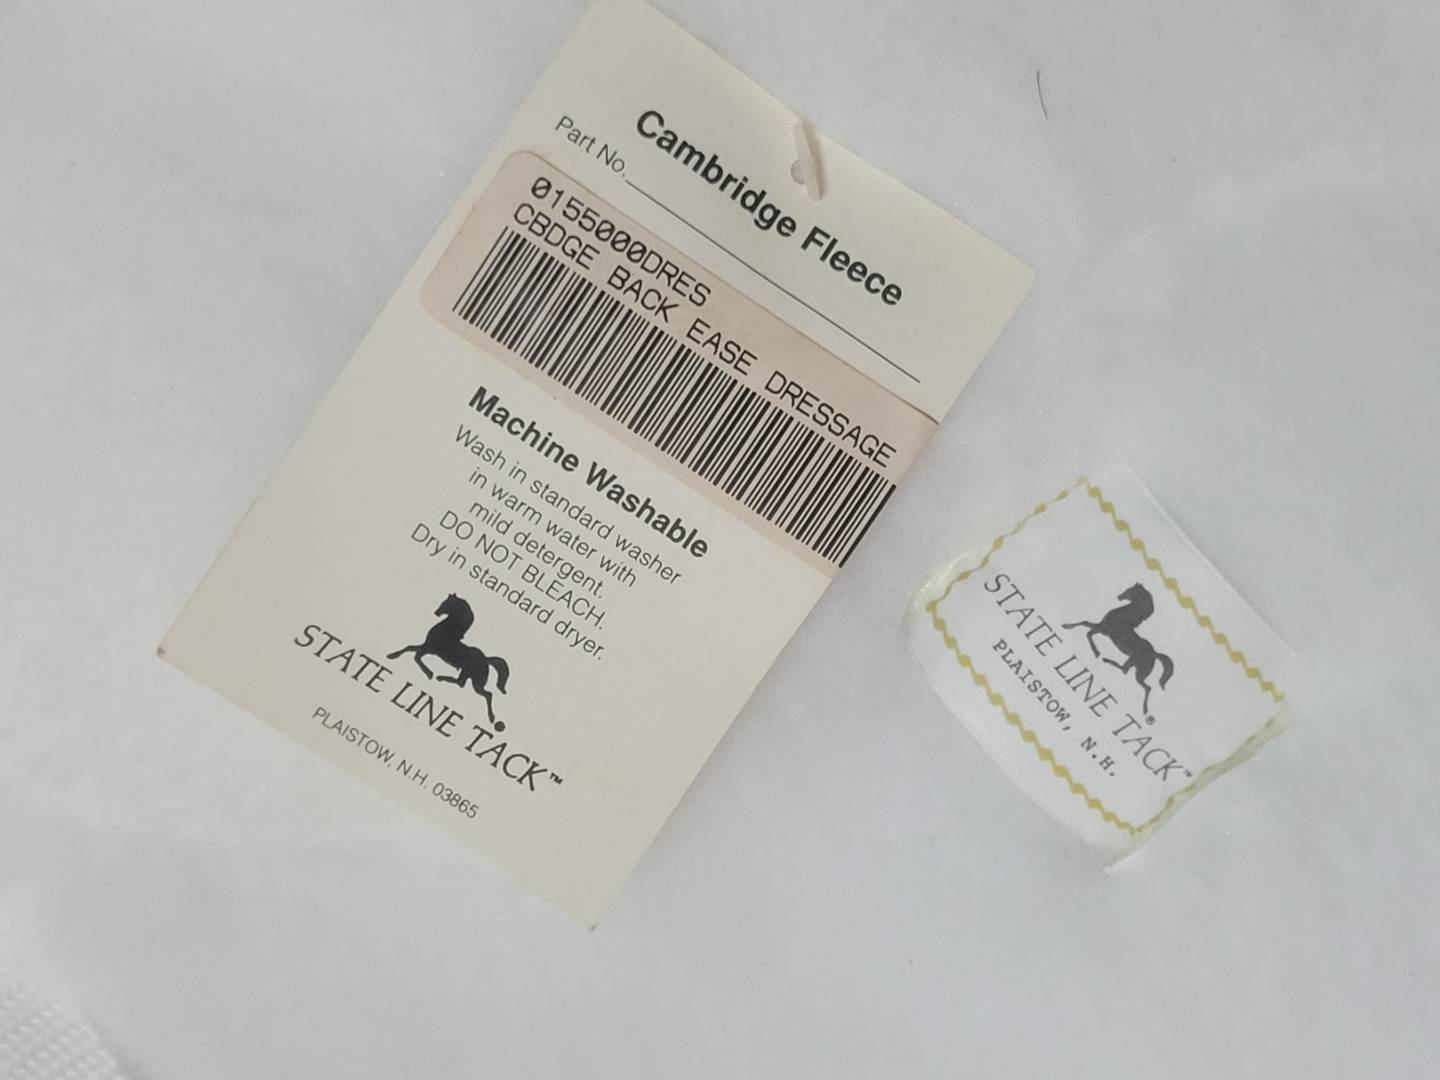 Cambridge Fleece
Part No.
0155000DRES
CBDGE BACK EASE DRESSAGE
Machine Washable
Wash in standard washer
in warm water with
mild detergent.
DO NOT BLEACH.
Dry in standard dryer.
STATE LINE TACK™
PLAISTOW, N.H. 03865
®
STATE LINE TACK™
PLAISTOW, N.H.